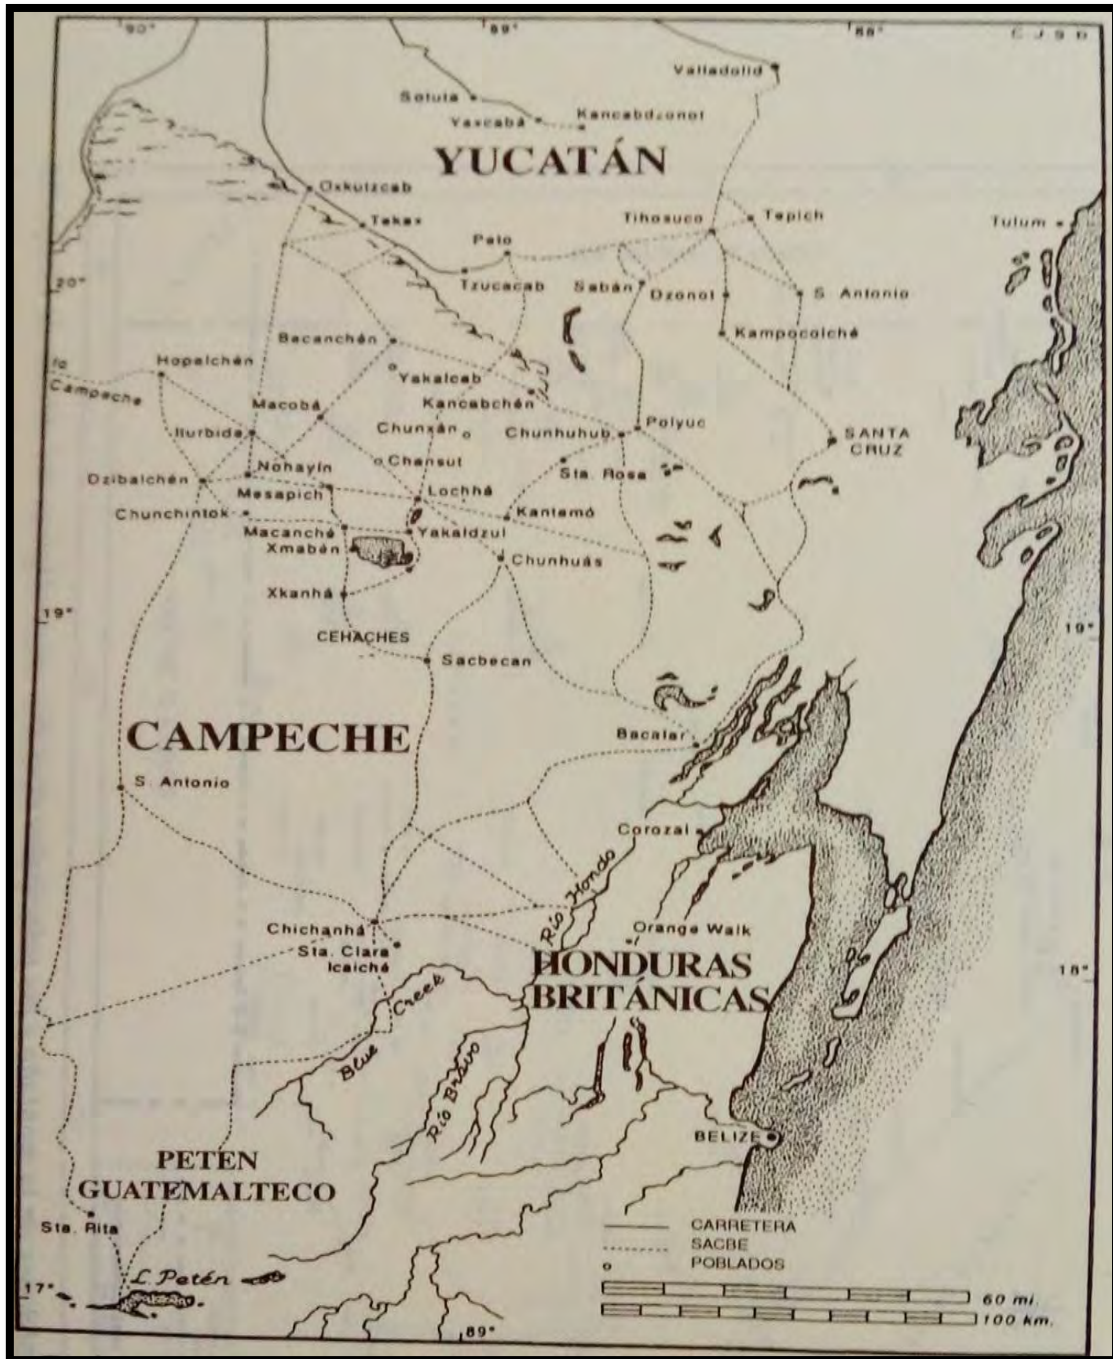 90°
89°
88°
Valladolid
Sotuta
Yaxcabá
Kancabdzonot
YUCATÁN
Oxkutzcab
Tekax
Peto
Tihosuco
Tepich
Tulum
20°
Tzucacab
Sabán
Dzonot
S. Antonio
Bacanchén
Kampocolché
Hopelchén
to
Campeche
Yakalcab
Macobá
Kancabchén
Iturbide
Chunxán
Chunhuhub
Polyuc
SANTA
CRUZ
Nohayín
Chansut
Sta. Rosa
Dzibalchén
Mesapich
Lochhá
Chunchintok
Kantemó
Macanché
Yakaldzul
Xmabén
Chunhuás
Xkanhá
19°
19°
CEHACHES
Sacbecan
CAMPECHE
Bacalar
S. Antonio
Corozal
Río Hondo
Chichanhá
Orange Walk
Sta. Clara
Icaiché
HONDURAS
BRITÁNICAS
18°
Blue Creek
Río Bravo
BELIZE
PETÉN
GUATEMALTECO
Sta. Rita
CARRETERA
SACBE
POBLADOS
L. Petén
17°
60 mi.
100 km.
89°